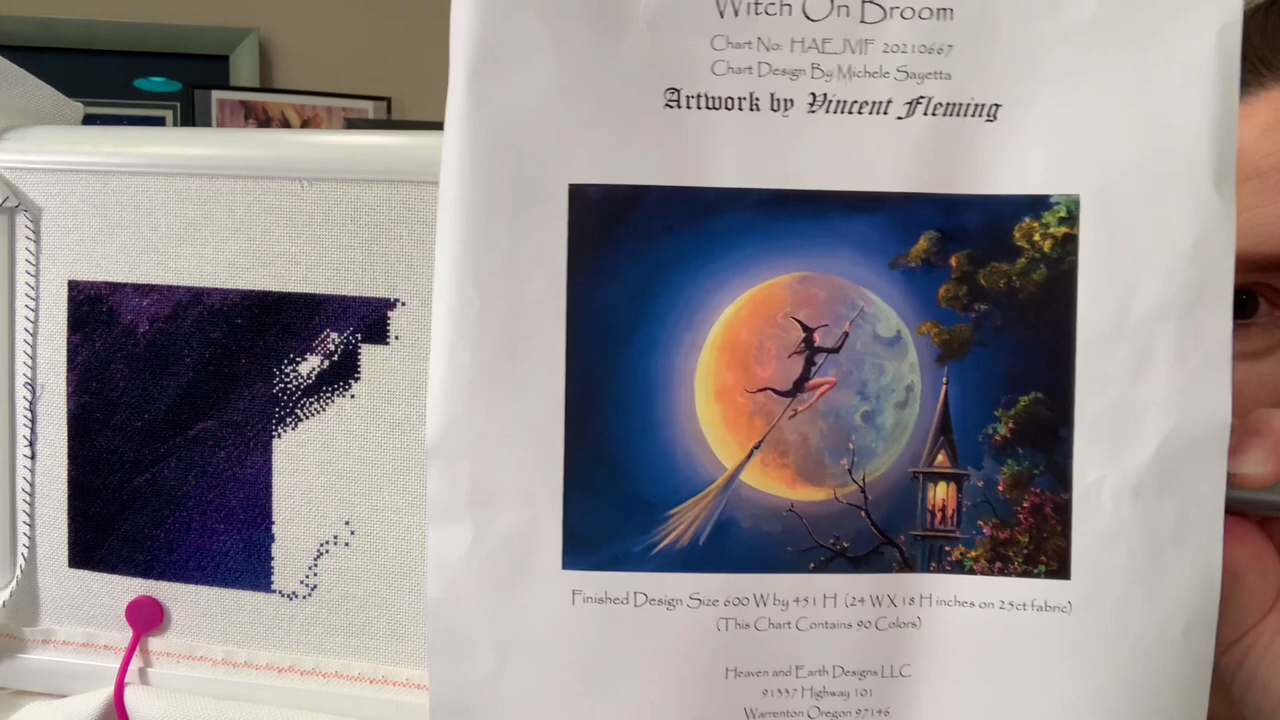 Witch On Broom
Chart No: HAEJVIF 20210667
Chart Design By Michele Sayetta
Artwork by Vincent Fleming
Finished Design Size 600 W by 451 H (24 W X 18 H inches on 25ct fabric)
(This Chart Contains 90 Colors)
Heaven and Earth Designs LLC
91337 Highway 101
Warrenton Oregon 97146